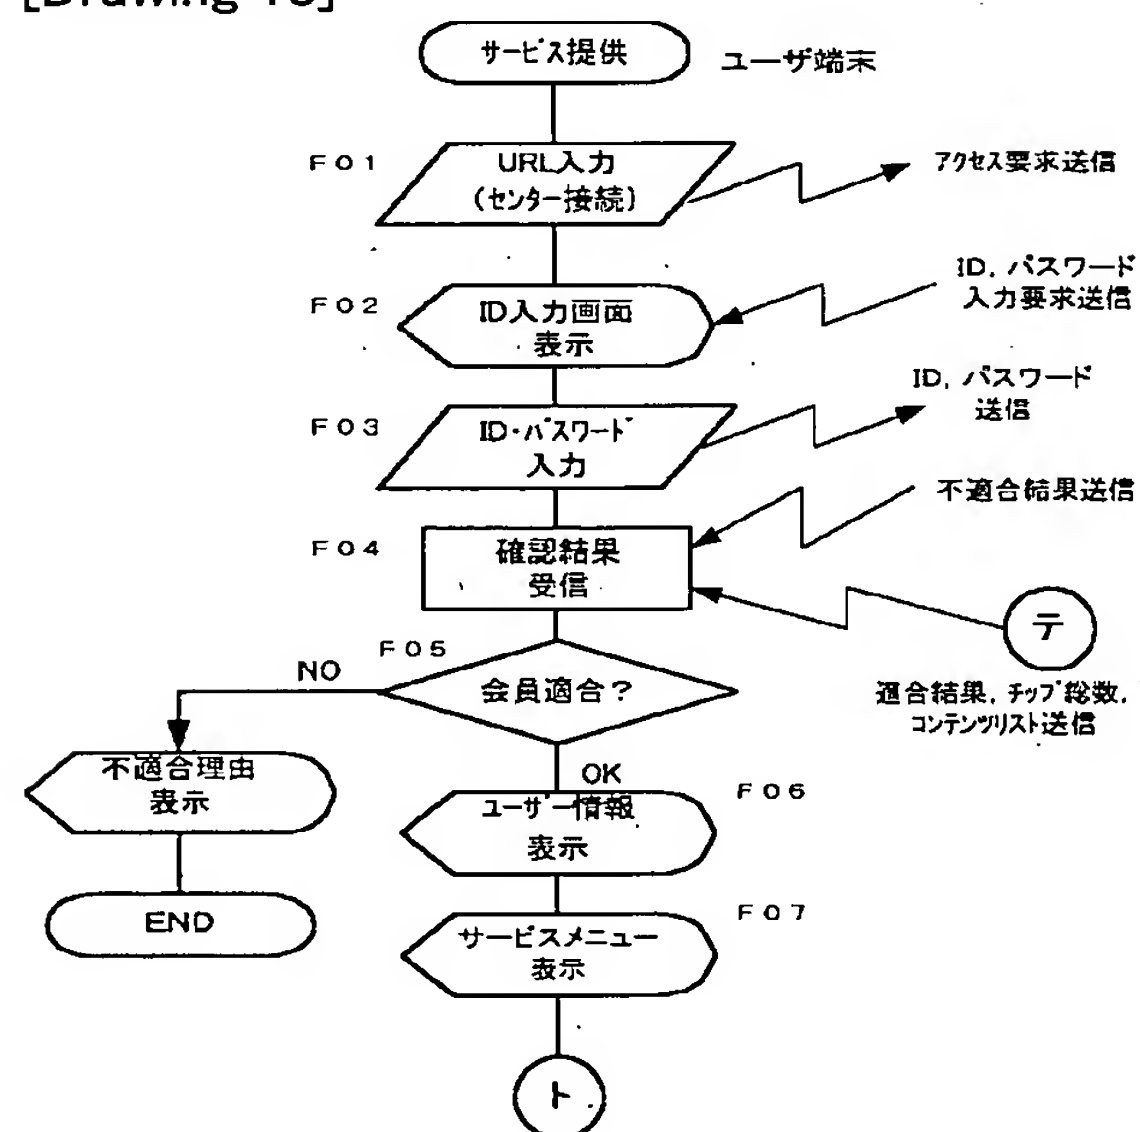 サービス提供
ユーザ端末
F01
URL入力
(センター接続)
アクセス要求送信
F02
ID入力画面
表示
ID, パスワード
入力要求送信
F03
ID・パスワード
入力
ID, パスワード
送信
不適合結果送信
F04
確認結果
受信
テ
適合結果, チップ総数,
コンテンツリスト送信
F05
NO
会員適合?
不適合理由
表示
OK
F06
ユーザー情報
表示
END
F07
サービスメニュー
表示
ト